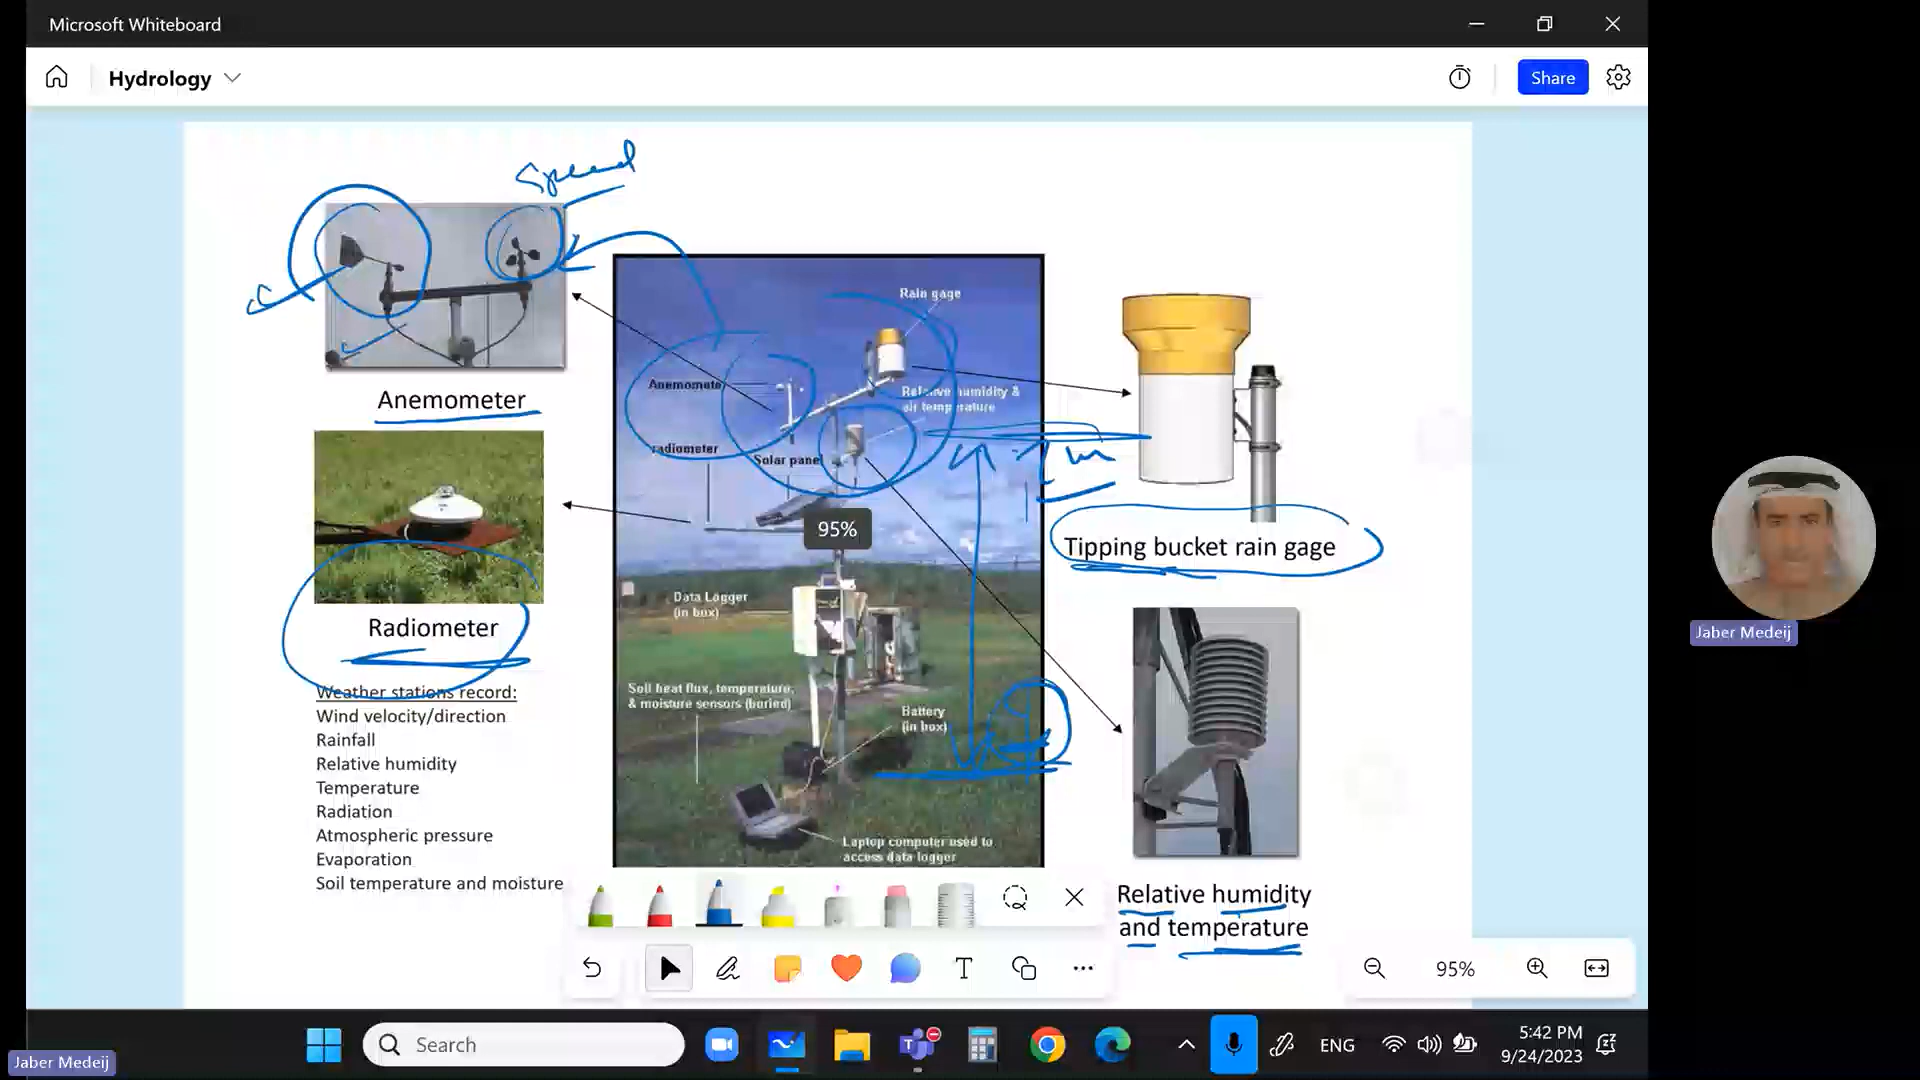 Microsoft Whiteboard
Hydrology
Share
Speed
Rain gage
Anemomete
Relative humidity &
air temperature
Anemometer
radiometer
Solar panel
m
95%
Tipping bucket rain gage
Data Logger
(in box)
Radiometer
Jaber Medeij
Weather stations record:
Wind velocity/direction
Rainfall
Relative humidity
Temperature
Radiation
Atmospheric pressure
Evaporation
Soil temperature and moisture
Soil heat flux, temperature,
& moisture sensors (buried)
Battery
(in box)
Laptop computer used to
access data logger
Relative humidity
and temperature
95%
Search
ENG
5:42 PM
9/24/2023
Jaber Medeij